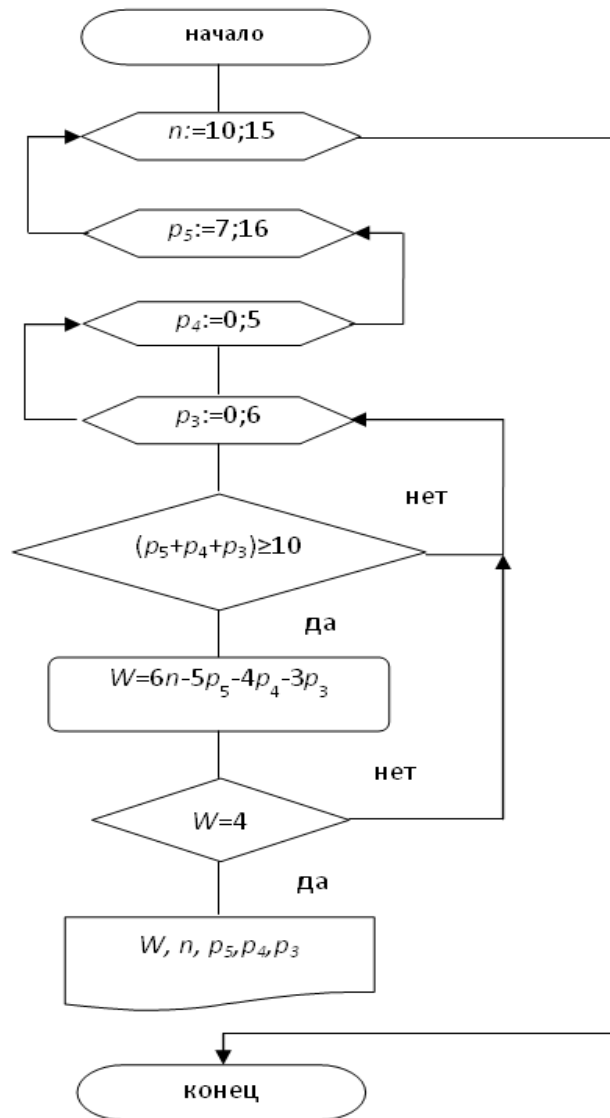 начало
n:=10;15
p₅:=7;16
p₄:=0;5
p₃:=0;6
нет
(p₅+p₄+p₃)≥10
да
W=6n-5p₅-4p₄-3p₃
нет
W=4
да
W, n, p₅,p₄,p₃
конец